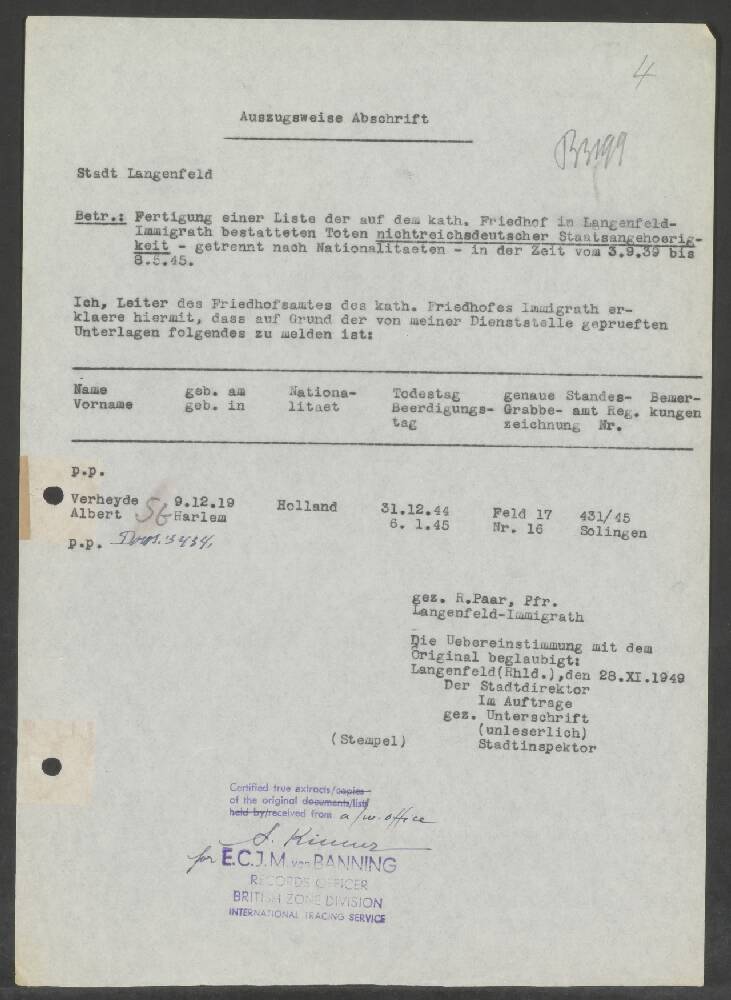 4
Auszugsweise Abschrift
Stadt Langenfeld
Betr.: Fertigung einer Liste der auf dem kath. Friedhof in Langenfeld-
Immigrath bestatteten Toten nichtreichsdeutscher Staatsangehoerig-
keit - getrennt nach Nationalitaeten - in der Zeit vom 3.9.39 bis
8.5.45.
Ich, Leiter des Friedhofsamtes des kath. Friedhofes Immigrath er-
klaere hiermit, dass auf Grund der von meiner Dienststelle geprueften
Unterlagen folgendes zu melden ist:
Name geb. am Nationa- Todestag genaue Standes- Bemer-
Vorname geb. in litaet Beerdigungs- Grabbe- amt Reg. kungen
tag zeichnung Nr.
p.p.
Verheyde 9.12.19 Holland 31.12.44 Feld 17 431/45
Albert Harlem 6. 1.45 Nr. 16 Solingen
p.p.
gez. R.Paar, Pfr.
Langenfeld-Immigrath
Die Uebereinstimmung mit dem
Original beglaubigt:
Langenfeld(Rhld.),den 28.XI.1949
Der Stadtdirektor
Im Auftrage
gez. Unterschrift
(unleserlich)
(Stempel) Stadtinspektor
Certified true extracts/copies
of the original documents/lists
held by/received from a/w. office
for E.C.J.M. von BANNING
RECORDS OFFICER
BRITISH ZONE DIVISION
INTERNATIONAL TRACING SERVICE